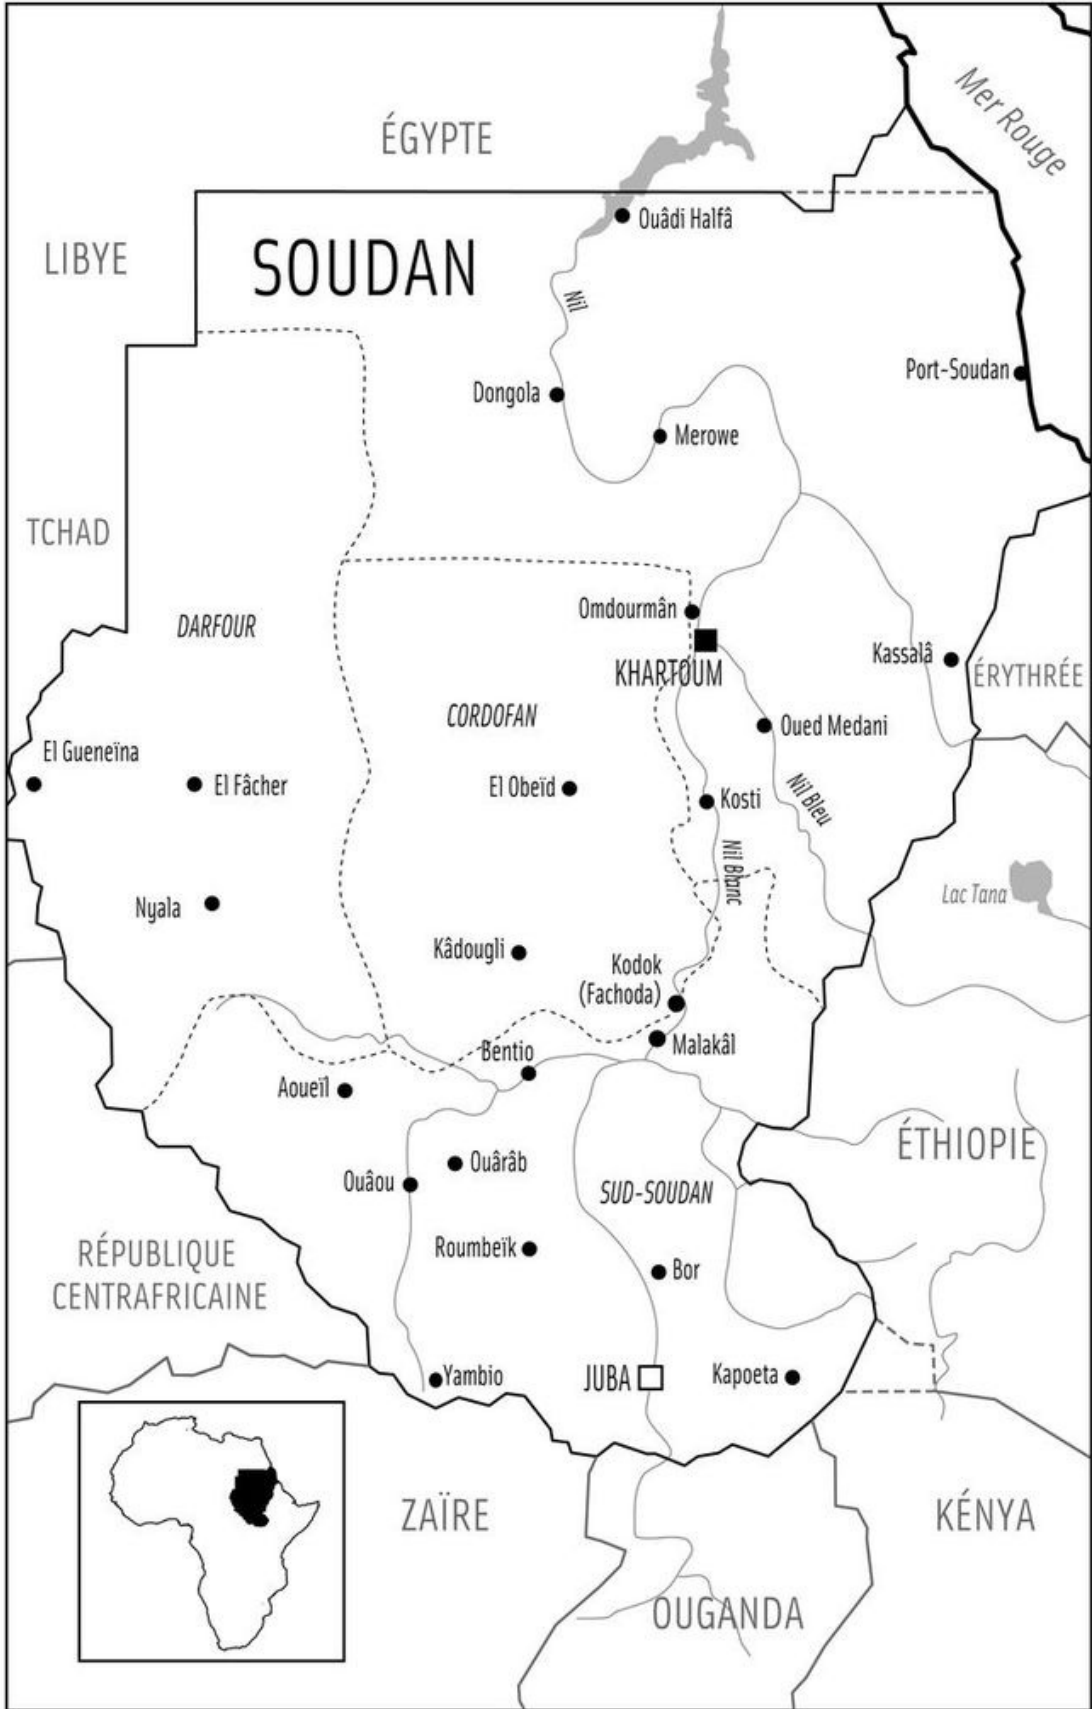 Mer Rouge
ÉGYPTE
Ouâdi Halfâ
LIBYE
SOUDAN
Nil
Port-Soudan
Dongola
Merowe
TCHAD
Omdourmân
DARFOUR
KHARTOUM
Kassalâ
ÉRYTHRÉE
CORDOFAN
Oued Medani
El Gueneïna
El Fâcher
El Obeïd
Kosti
Nil Bleu
Nil Blanc
Lac Tana
Nyala
Kâdougli
Kodok
(Fachoda)
Malakâl
Bentio
Aoueïl
ÉTHIOPIE
Ouârâb
Ouâou
SUD-SOUDAN
Roumbeïk
Bor
RÉPUBLIQUE
CENTRAFRICAINE
Yambio
JUBA
Kapoeta
ZAÏRE
KÉNYA
OUGANDA